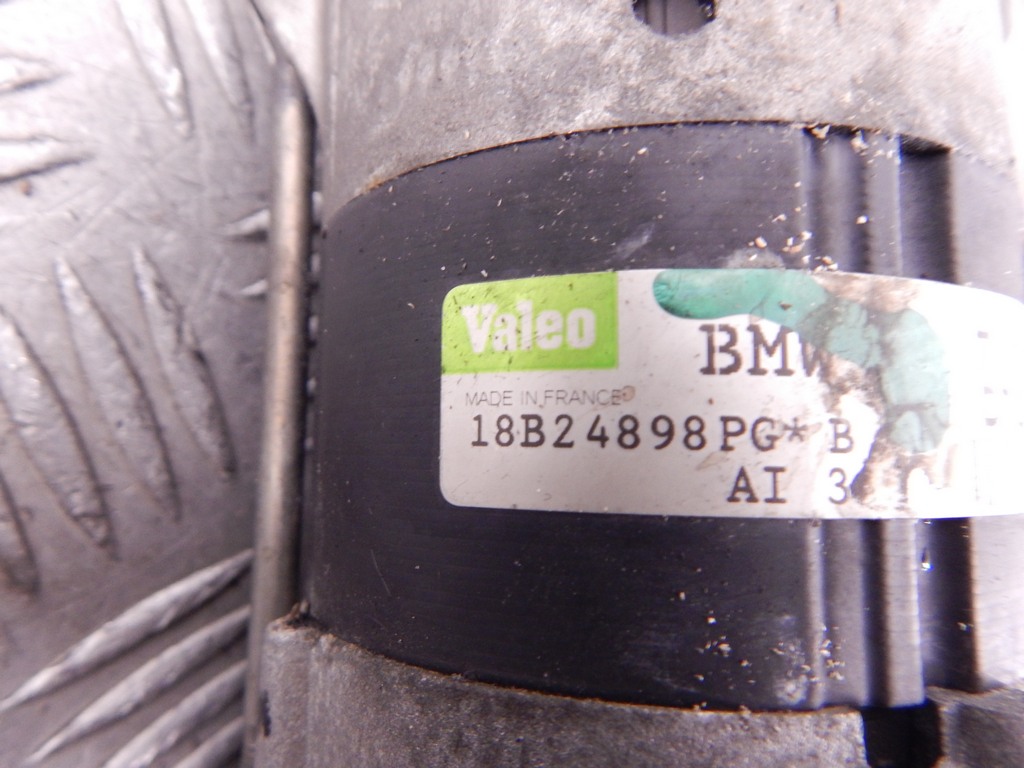 Valeo
BMW
MADE IN FRANCE
18B24898PG* B
AI 3